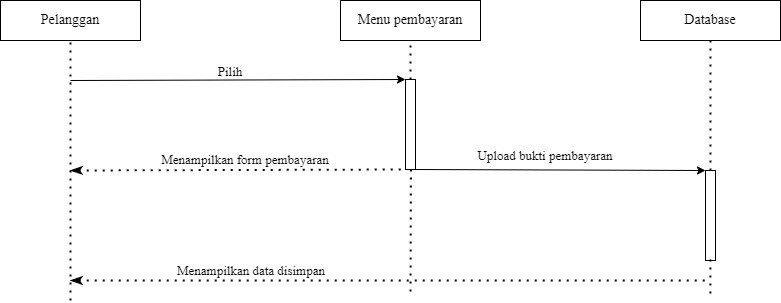 Pelanggan
Menu pembayaran
Database
Pilih
Menampilkan form pembayaran
Upload bukti pembayaran
Menampilkan data disimpan